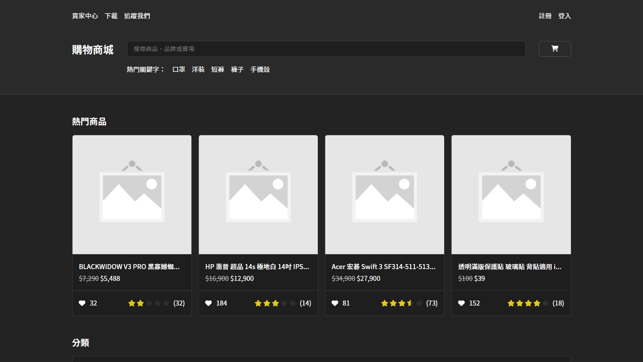 賣家中心 下載 追蹤我們 註冊 登入
購物商城 搜尋商品、品牌或賣場
熱門關鍵字： 口罩 洋裝 短褲 襪子 手機殼
熱門商品
BLACKWIDOW V3 PRO 黑寡婦蜘...
$7,290 $5,488
32 (32)
HP 惠普 超品 14s 極地白 14吋 IPS...
$16,900 $12,900
184 (14)
Acer 宏碁 Swift 3 SF314-511-513...
$34,900 $27,900
81 (73)
透明滿版保護貼 玻璃貼 背貼適用 i...
$100 $39
152 (18)
分類